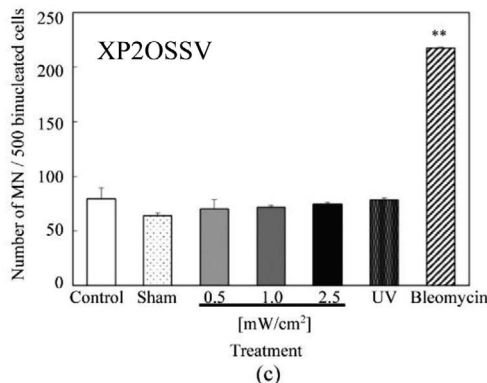 (c)
XP2OSSV
Number of MN / 500 binucleated cells
250
200
150
100
50
0
**
Control Sham 0.5 1.0 2.5 UV Bleomycin
[mW/cm²]
Treatment
(c)